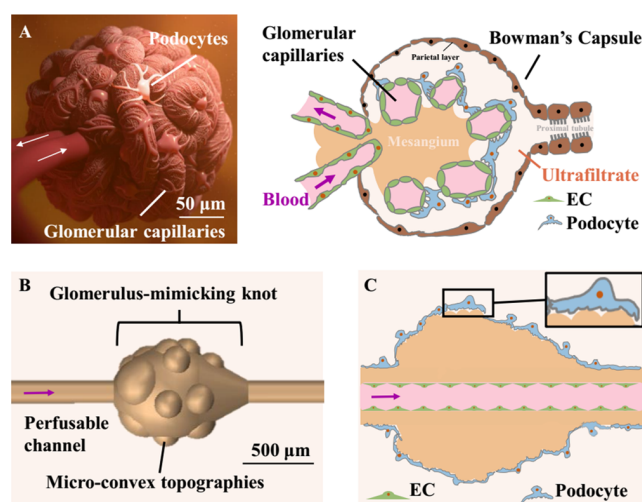 A
Podocytes
50 μm
Glomerular capillaries
Glomerular
capillaries
Parietal layer
Bowman's Capsule
Mesangium
Proximal tubule
Blood
Ultrafiltrate
EC
Podocyte
B
Glomerulus-mimicking knot
Perfusable
channel
500 μm
Micro-convex topographies
C
EC
Podocyte